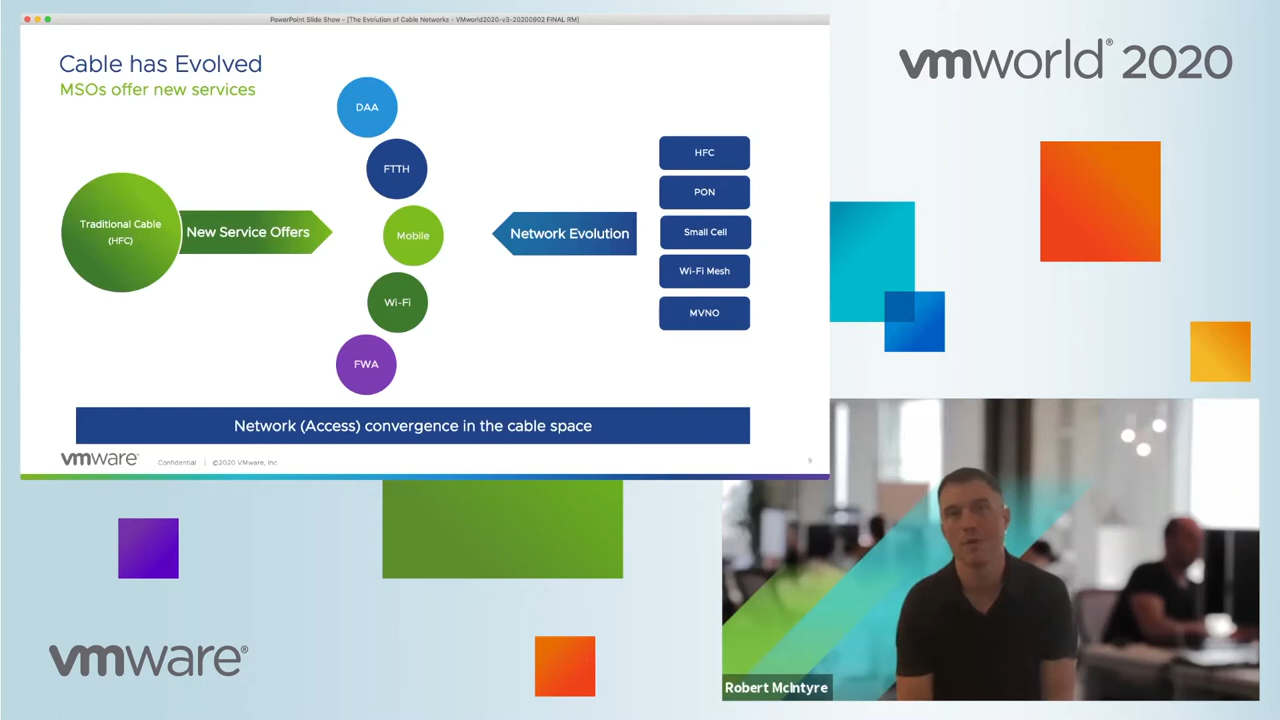 PowerPoint Slide Show - [The Evolution of Cable Networks - VMworld2020-v3-20200902 FINAL RM]
Cable has Evolved
MSOs offer new services
DAA
FTTH
Mobile
Wi-Fi
FWA
Traditional Cable
(HFC)
New Service Offers
Network Evolution
HFC
PON
Small Cell
Wi-Fi Mesh
MVNO
Network (Access) convergence in the cable space
vmware®
Confidential | ©2020 VMware, Inc
9
vmworld® 2020
vmware®
Robert McIntyre